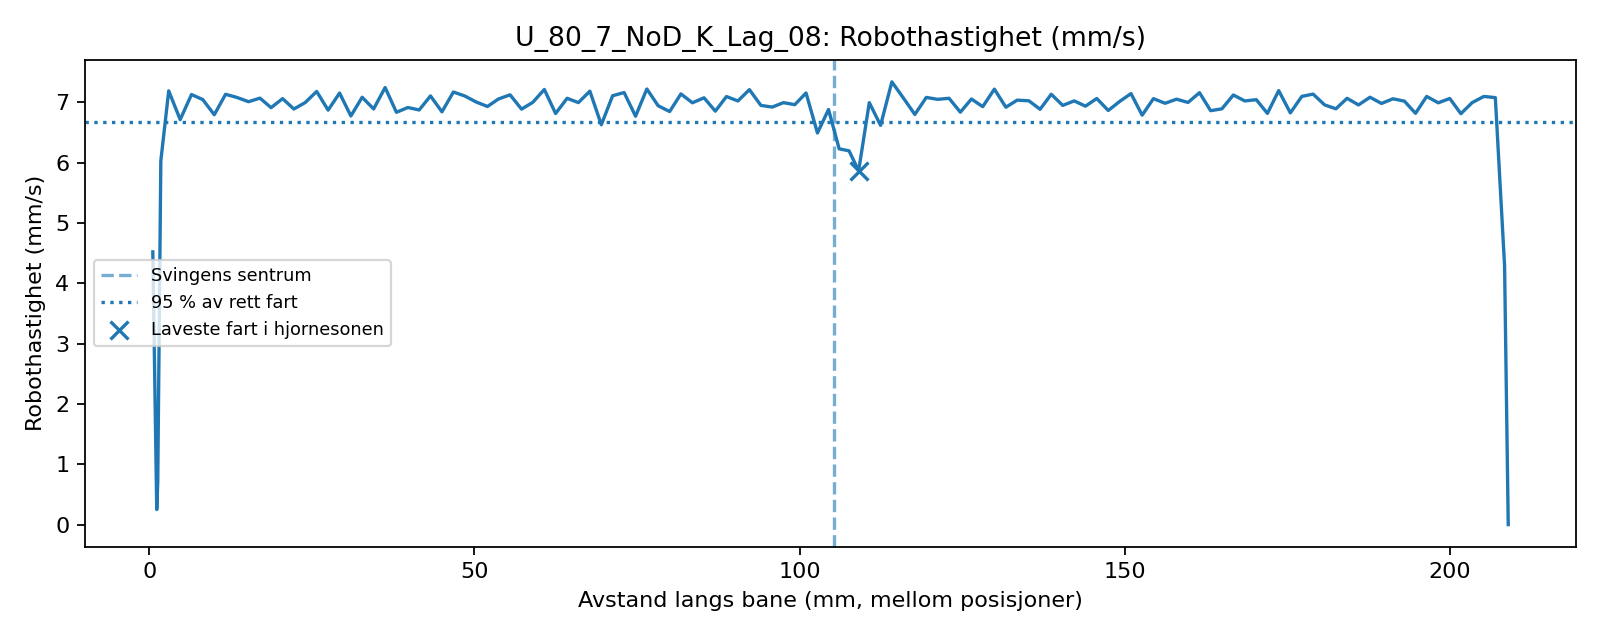 U_80_7_NoD_K_Lag_08: Robothastighet (mm/s)
Robothastighet (mm/s)
7
6
5
4
3
2
1
0
Svingens sentrum
95 % av rett fart
Laveste fart i hjornesonen
0 50 100 150 200
Avstand langs bane (mm, mellom posisjoner)